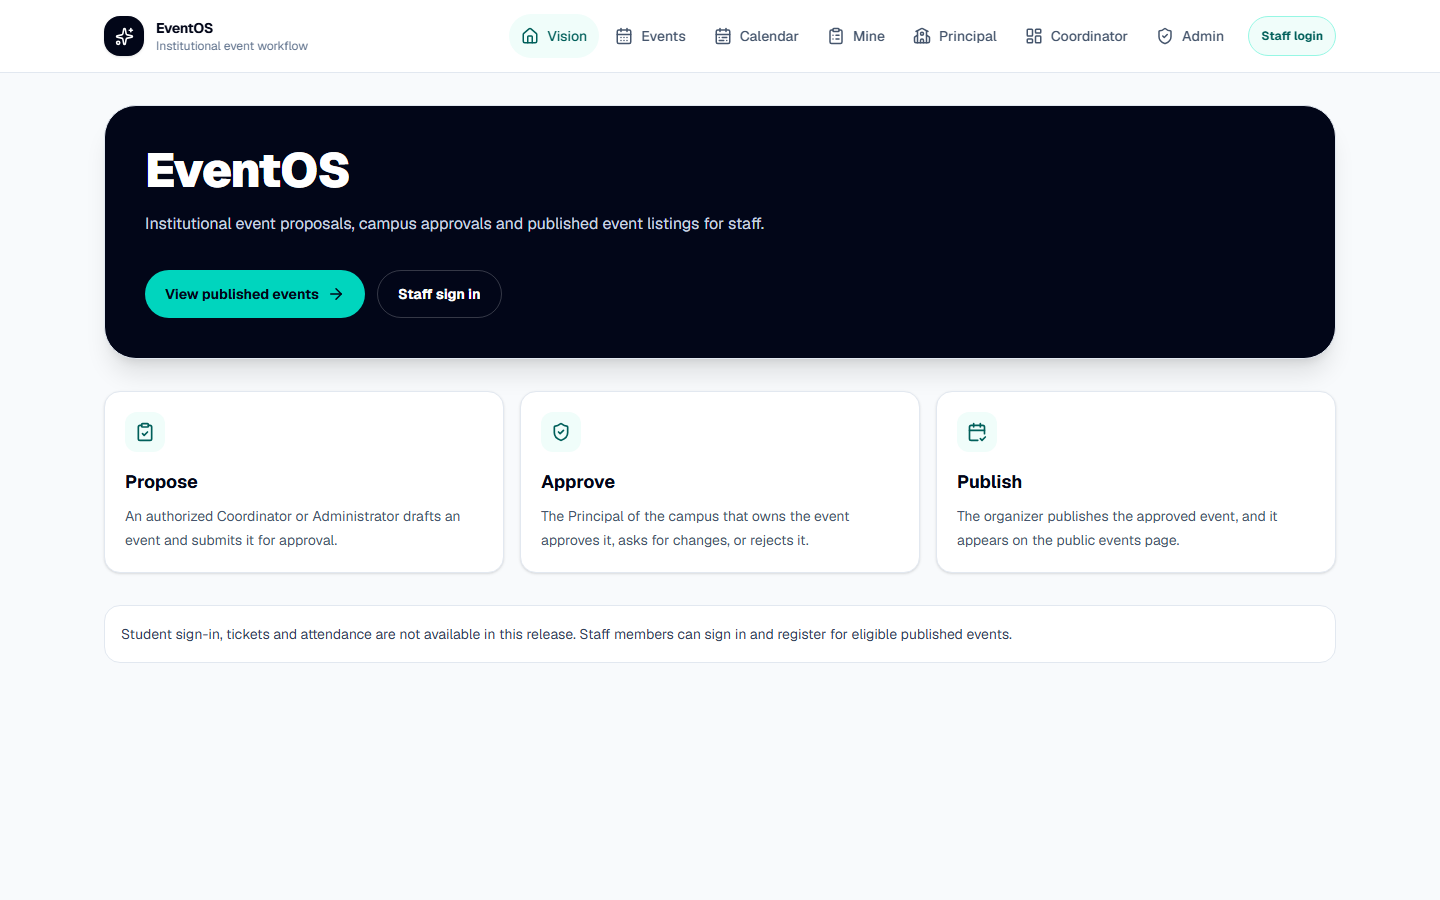 EventOS
Institutional event workflow
Vision
Events
Calendar
Mine
Principal
Coordinator
Admin
Staff login
EventOS
Institutional event proposals, campus approvals and published event listings for staff.
View published events
Staff sign in
Propose
An authorized Coordinator or Administrator drafts an
event and submits it for approval.
Approve
The Principal of the campus that owns the event
approves it, asks for changes, or rejects it.
Publish
The organizer publishes the approved event, and it
appears on the public events page.
Student sign-in, tickets and attendance are not available in this release. Staff members can sign in and register for eligible published events.